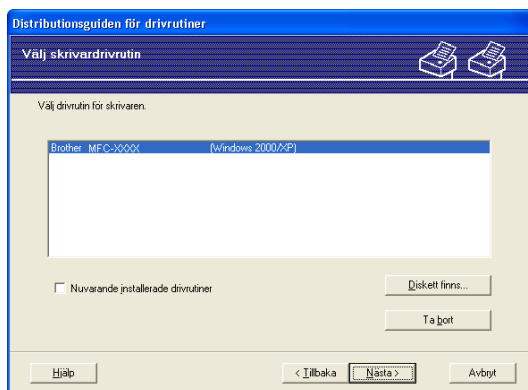 Distributionsguiden för drivrutiner
Välj skrivardrivrutin
Välj drivrutin för skrivaren.
Brother MFC-XXXX (Windows 2000/XP)
Nuvarande installerade drivrutiner
Diskett finns...
Ta bort
Hjälp
< Tillbaka
Nästa >
Avbryt